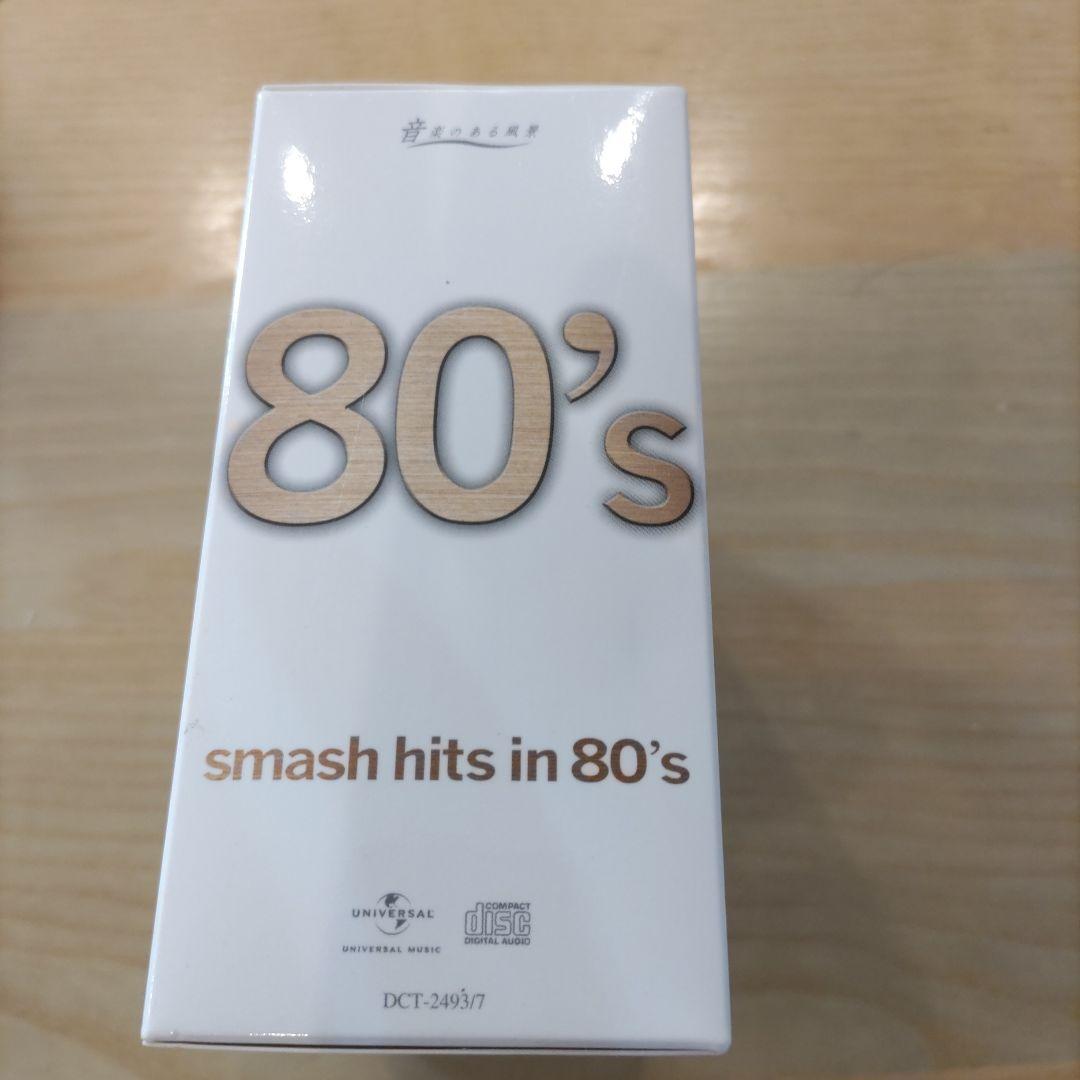 音楽のある風景
80's
smash hits in 80's
UNIVERSAL
UNIVERSAL MUSIC
COMPACT
disc
DIGITAL AUDIO
DCT-2493/7